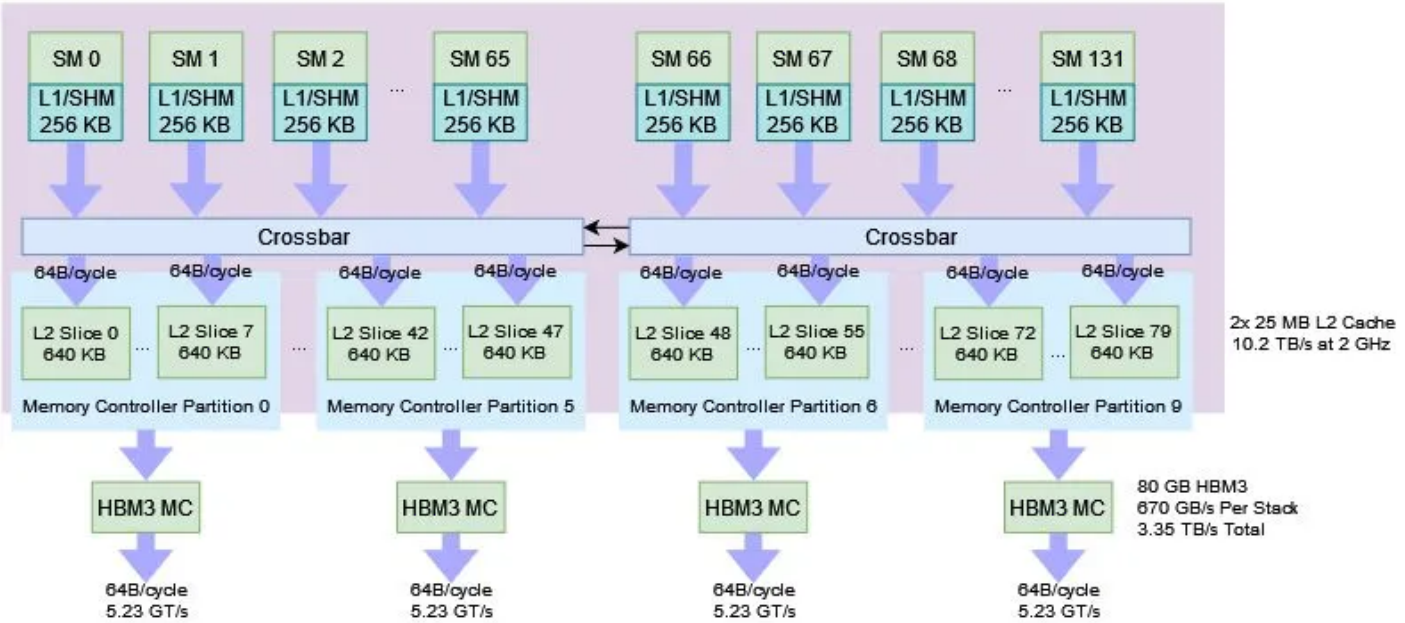 SM 0
SM 1
SM 2
SM 65
SM 66
SM 67
SM 68
SM 131
...
...
L1/SHM
256 KB
L1/SHM
256 KB
L1/SHM
256 KB
L1/SHM
256 KB
L1/SHM
256 KB
L1/SHM
256 KB
L1/SHM
256 KB
L1/SHM
256 KB
Crossbar
Crossbar
64B/cycle
64B/cycle
64B/cycle
64B/cycle
64B/cycle
64B/cycle
64B/cycle
64B/cycle
L2 Slice 0
640 KB
...
L2 Slice 7
640 KB
...
L2 Slice 42
640 KB
...
L2 Slice 47
640 KB
L2 Slice 48
640 KB
...
L2 Slice 55
640 KB
...
L2 Slice 72
640 KB
...
L2 Slice 79
640 KB
2x 25 MB L2 Cache
10.2 TB/s at 2 GHz
Memory Controller Partition 0
Memory Controller Partition 5
Memory Controller Partition 6
Memory Controller Partition 9
HBM3 MC
HBM3 MC
HBM3 MC
HBM3 MC
80 GB HBM3
670 GB/s Per Stack
3.35 TB/s Total
64B/cycle
5.23 GT/s
64B/cycle
5.23 GT/s
64B/cycle
5.23 GT/s
64B/cycle
5.23 GT/s